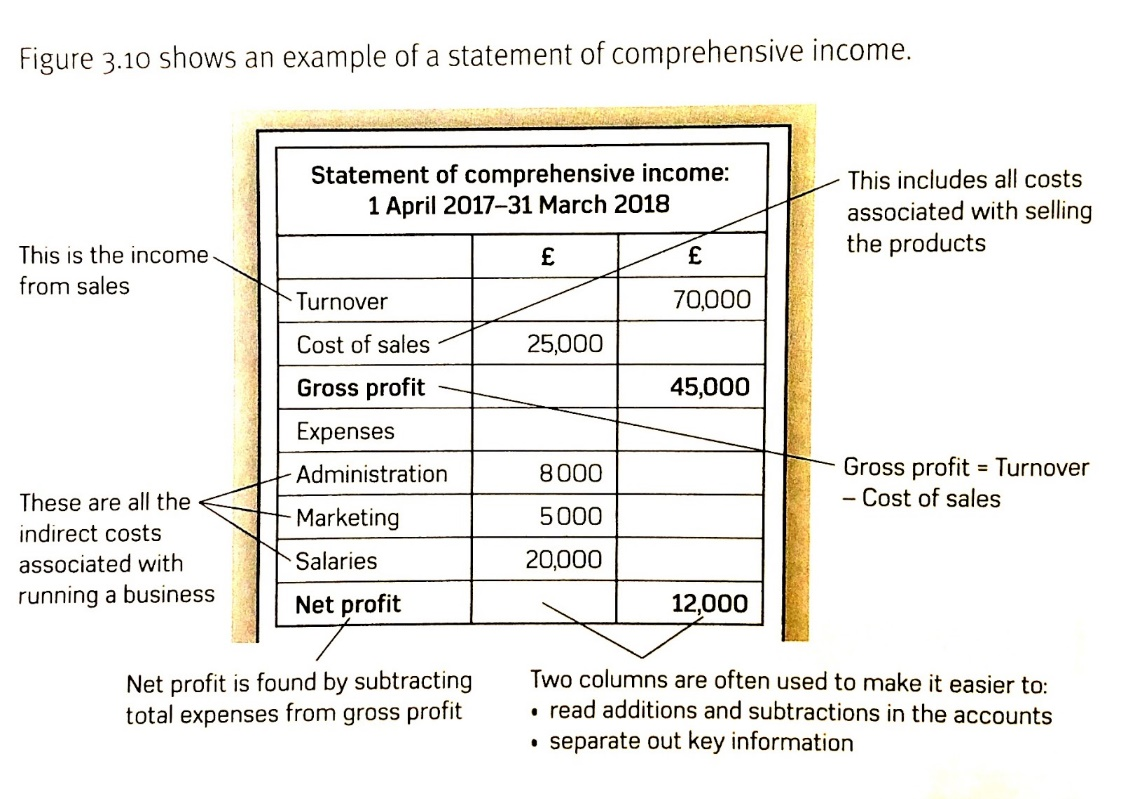 Figure 3.10 shows an example of a statement of comprehensive income.
Statement of comprehensive income:
1 April 2017–31 March 2018
£ £
Turnover 70,000
Cost of sales 25,000
Gross profit 45,000
Expenses
Administration 8000
Marketing 5000
Salaries 20,000
Net profit 12,000
This is the income
from sales
These are all the
indirect costs
associated with
running a business
This includes all costs
associated with selling
the products
Gross profit = Turnover
– Cost of sales
Net profit is found by subtracting
total expenses from gross profit
Two columns are often used to make it easier to:
• read additions and subtractions in the accounts
• separate out key information